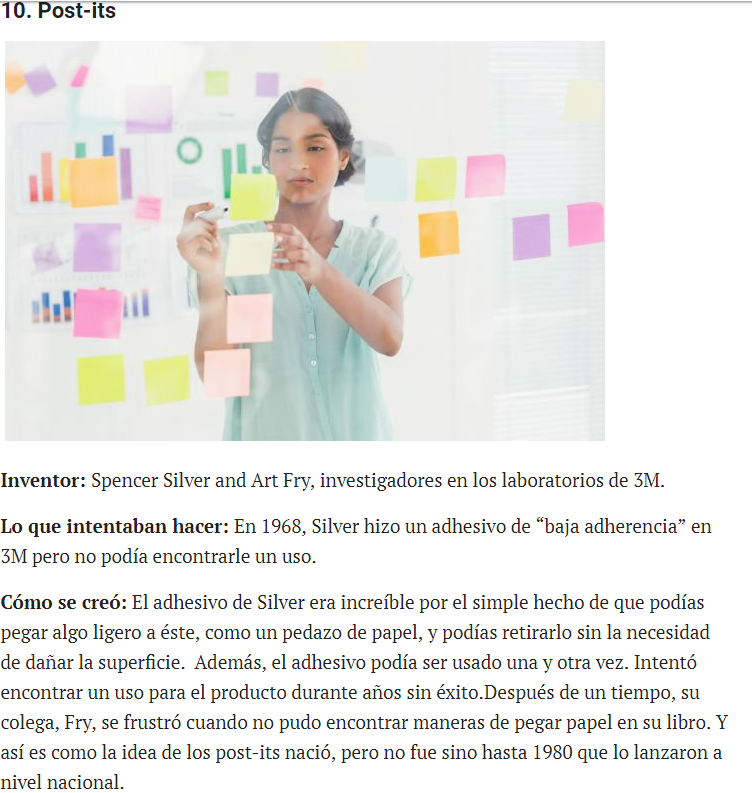 10. Post-its
Inventor: Spencer Silver and Art Fry, investigadores en los laboratorios de 3M.
Lo que intentaban hacer: En 1968, Silver hizo un adhesivo de “baja adherencia” en
3M pero no podía encontrarle un uso.
Cómo se creó: El adhesivo de Silver era increíble por el simple hecho de que podías
pegar algo ligero a éste, como un pedazo de papel, y podías retirarlo sin la necesidad
de dañar la superficie.  Además, el adhesivo podía ser usado una y otra vez. Intentó
encontrar un uso para el producto durante años sin éxito.Después de un tiempo, su
colega, Fry, se frustró cuando no pudo encontrar maneras de pegar papel en su libro. Y
así es como la idea de los post-its nació, pero no fue sino hasta 1980 que lo lanzaron a
nivel nacional.